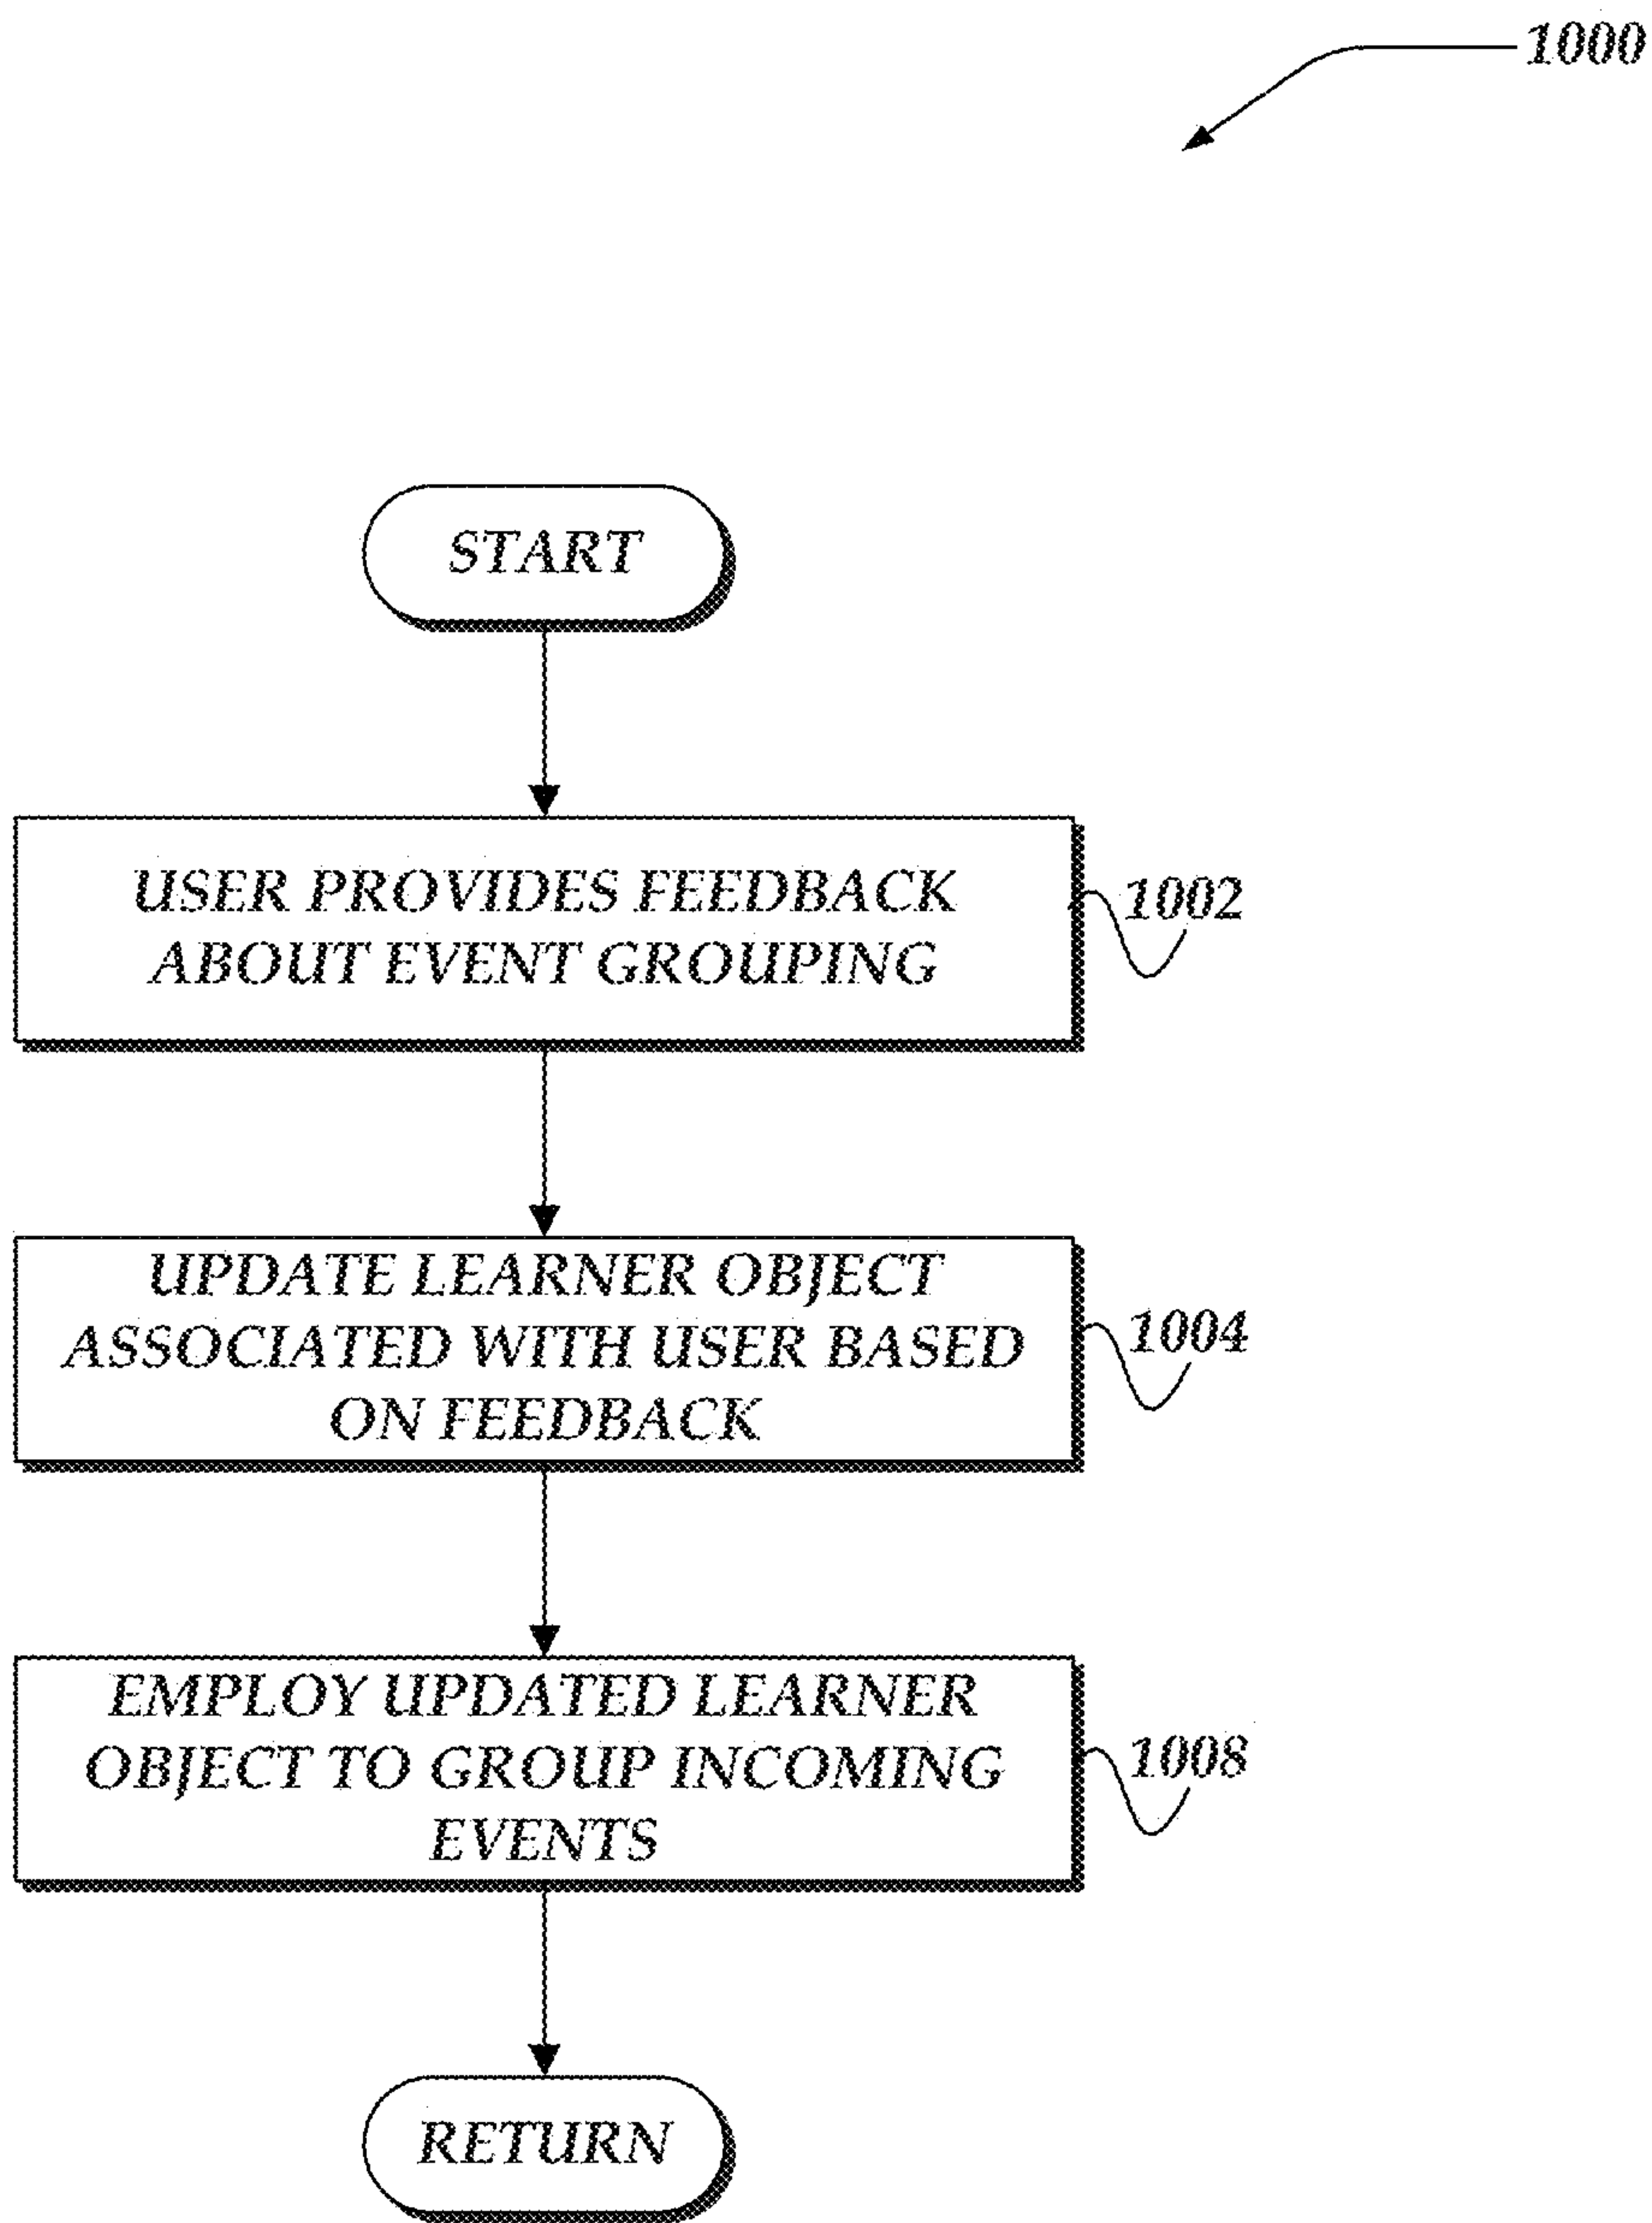 1000
START
USER PROVIDES FEEDBACK
ABOUT EVENT GROUPING
1002
UPDATE LEARNER OBJECT
ASSOCIATED WITH USER BASED
ON FEEDBACK
1004
EMPLOY UPDATED LEARNER
OBJECT TO GROUP INCOMING
EVENTS
1008
RETURN